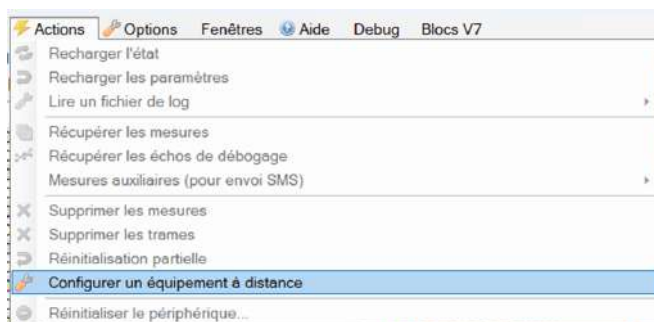 Actions Options Fenêtres Aide Debug Blocs V7
Recharger l'état
Recharger les paramètres
Lire un fichier de log
Récupérer les mesures
Récupérer les échos de débogage
Mesures auxiliaires (pour envoi SMS)
Supprimer les mesures
Supprimer les trames
Réinitialisation partielle
Configurer un équipement à distance
Réinitialiser le périphérique...